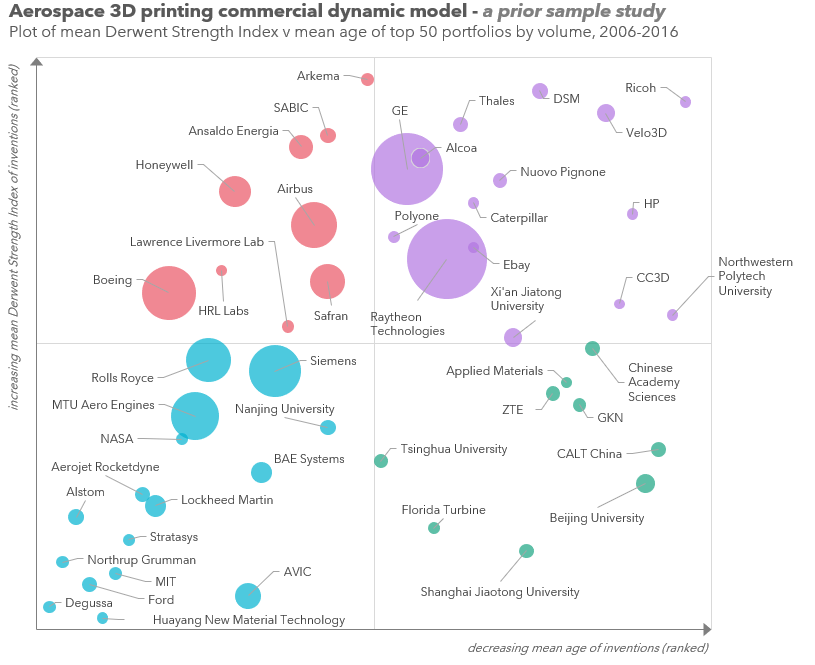 Aerospace 3D printing commercial dynamic model - a prior sample study
Plot of mean Derwent Strength Index v mean age of top 50 portfolios by volume, 2006-2016
increasing mean Derwent Strength Index of inventions (ranked)
Arkema
SABIC
Ansaldo Energia
Honeywell
Airbus
Lawrence Livermore Lab
Boeing
HRL Labs
Safran
GE
Thales
DSM
Ricoh
Velo3D
Alcoa
Nuovo Pignone
Polyone
Caterpillar
HP
Ebay
Raytheon
Technologies
Xi'an Jiatong
University
CC3D
Northwestern
Polytech
University
Rolls Royce
Siemens
MTU Aero Engines
Nanjing University
NASA
BAE Systems
Aerojet Rocketdyne
Alstom
Lockheed Martin
Stratasys
Northrup Grumman
MIT
Ford
Degussa
AVIC
Huayang New Material Technology
Applied Materials
Chinese
Academy
Sciences
ZTE
GKN
Tsinghua University
CALT China
Beijing University
Florida Turbine
Shanghai Jiaotong University
decreasing mean age of inventions (ranked)